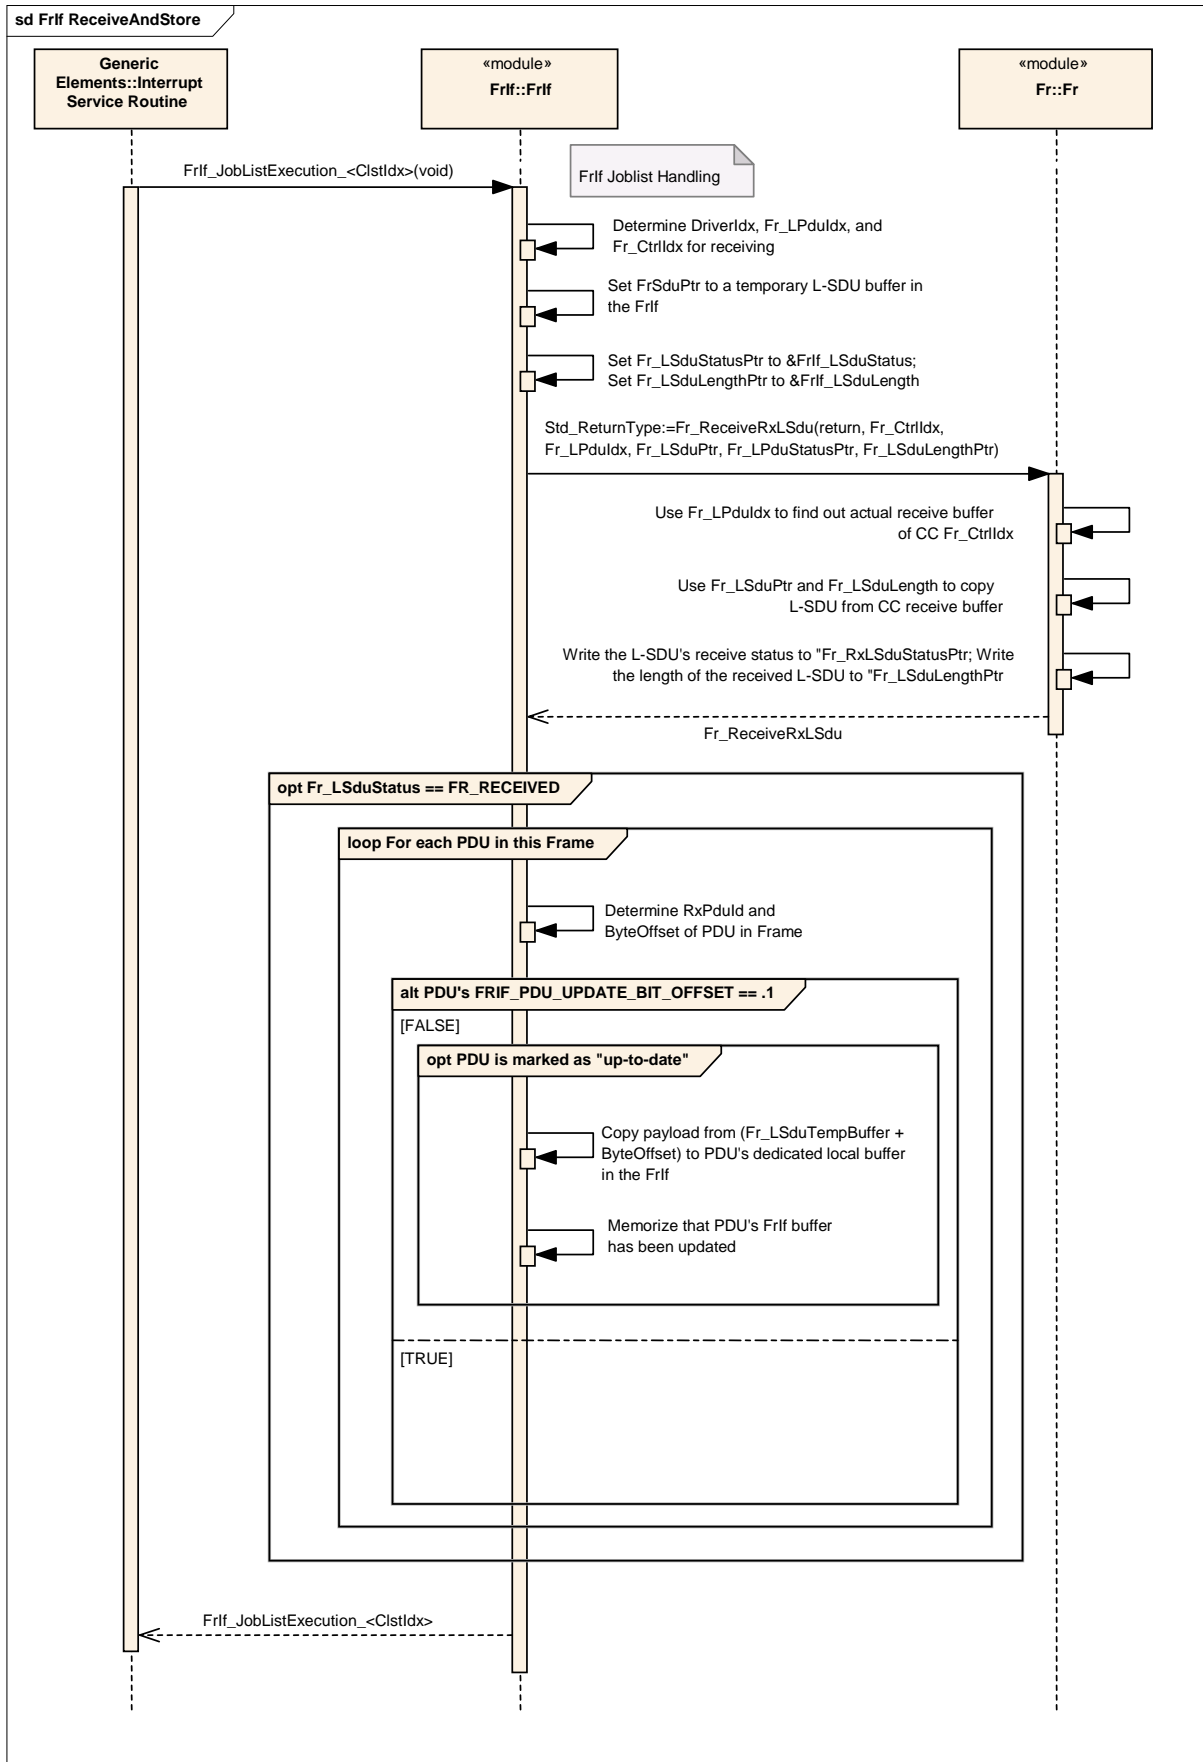 sd FrIf ReceiveAndStore
Generic
Elements::Interrupt
Service Routine
«module»
FrIf::FrIf
«module»
Fr::Fr
FrIf_JobListExecution_<ClstIdx>(void)
FrIf Joblist Handling
Determine DriverIdx, Fr_LPduIdx, and
Fr_CtrlIdx for receiving
Set FrSduPtr to a temporary L-SDU buffer in
the FrIf
Set Fr_LSduStatusPtr to &FrIf_LSduStatus;
Set Fr_LSduLengthPtr to &FrIf_LSduLength
Std_ReturnType:=Fr_ReceiveRxLSdu(return, Fr_CtrlIdx,
Fr_LPduIdx, Fr_LSduPtr, Fr_LPduStatusPtr, Fr_LSduLengthPtr)
Use Fr_LPduIdx to find out actual receive buffer
of CC Fr_CtrlIdx
Use Fr_LSduPtr and Fr_LSduLength to copy
L-SDU from CC receive buffer
Write the L-SDU's receive status to "Fr_RxLSduStatusPtr; Write
the length of the received L-SDU to "Fr_LSduLengthPtr
Fr_ReceiveRxLSdu
opt Fr_LSduStatus == FR_RECEIVED
loop For each PDU in this Frame
Determine RxPduId and
ByteOffset of PDU in Frame
alt PDU's FRIF_PDU_UPDATE_BIT_OFFSET == .1
[FALSE]
opt PDU is marked as "up-to-date"
Copy payload from (Fr_LSduTempBuffer +
ByteOffset) to PDU's dedicated local buffer
in the FrIf
Memorize that PDU's FrIf buffer
has been updated
[TRUE]
FrIf_JobListExecution_<ClstIdx>